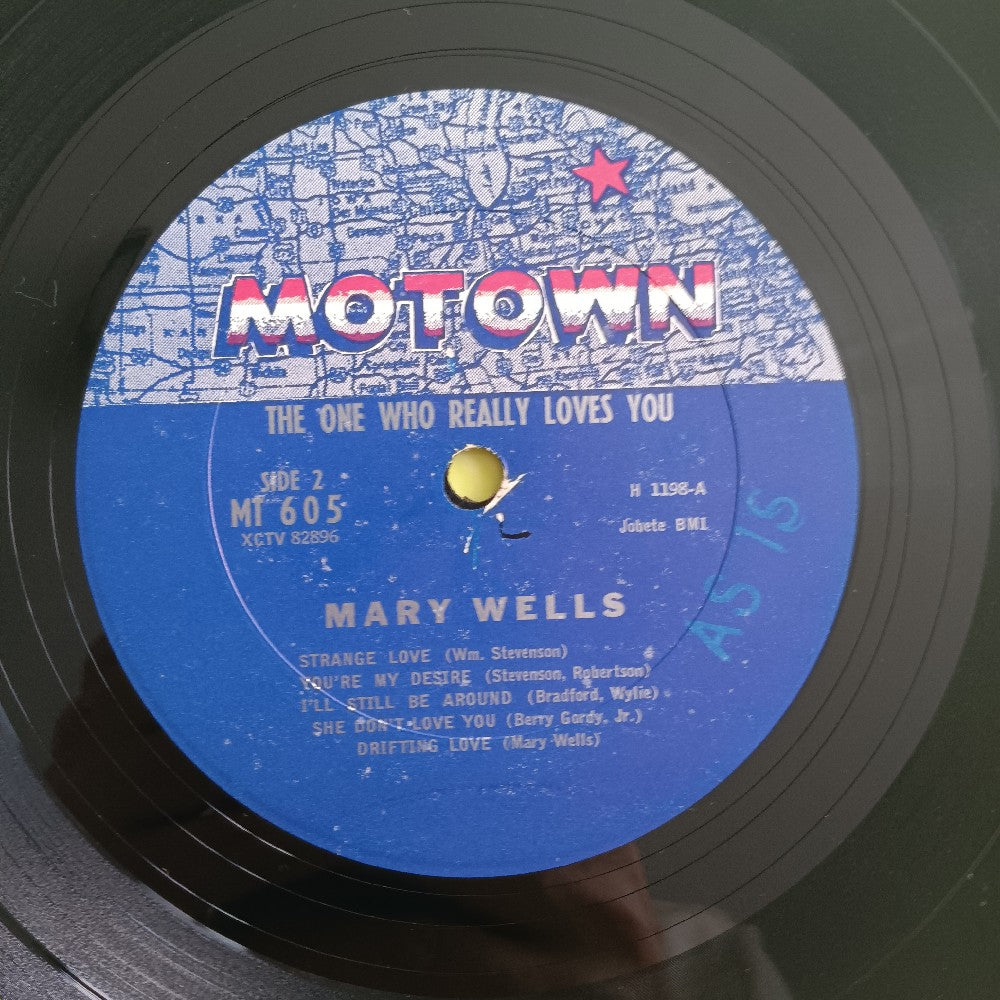 MOTOWN
THE ONE WHO REALLY LOVES YOU
SIDE 2
MT 605
XCTV 82896
H 1198-A
Jobete BMI
AS IS
MARY WELLS
STRANGE LOVE (Wm. Stevenson)
YOU'RE MY DESIRE (Stevenson, Robertson)
I'LL STILL BE AROUND (Bradford, Wylie)
SHE DON'T LOVE YOU (Berry Gordy, Jr.)
DRIFTING LOVE (Mary Wells)